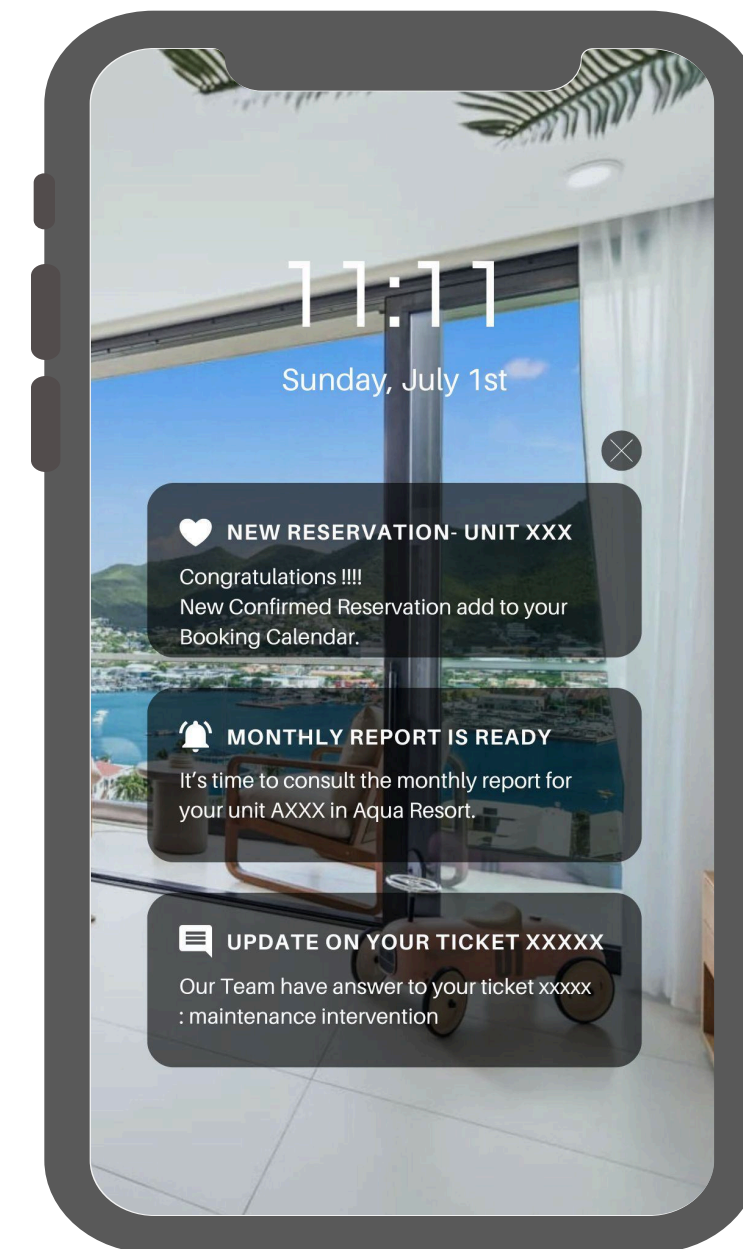 11:11
Sunday, July 1st
NEW RESERVATION- UNIT XXX
Congratulations !!!!
New Confirmed Reservation add to your
Booking Calendar.
MONTHLY REPORT IS READY
It's time to consult the monthly report for
your unit AXXX in Aqua Resort.
UPDATE ON YOUR TICKET XXXXX
Our Team have answer to your ticket xxxxx
: maintenance intervention